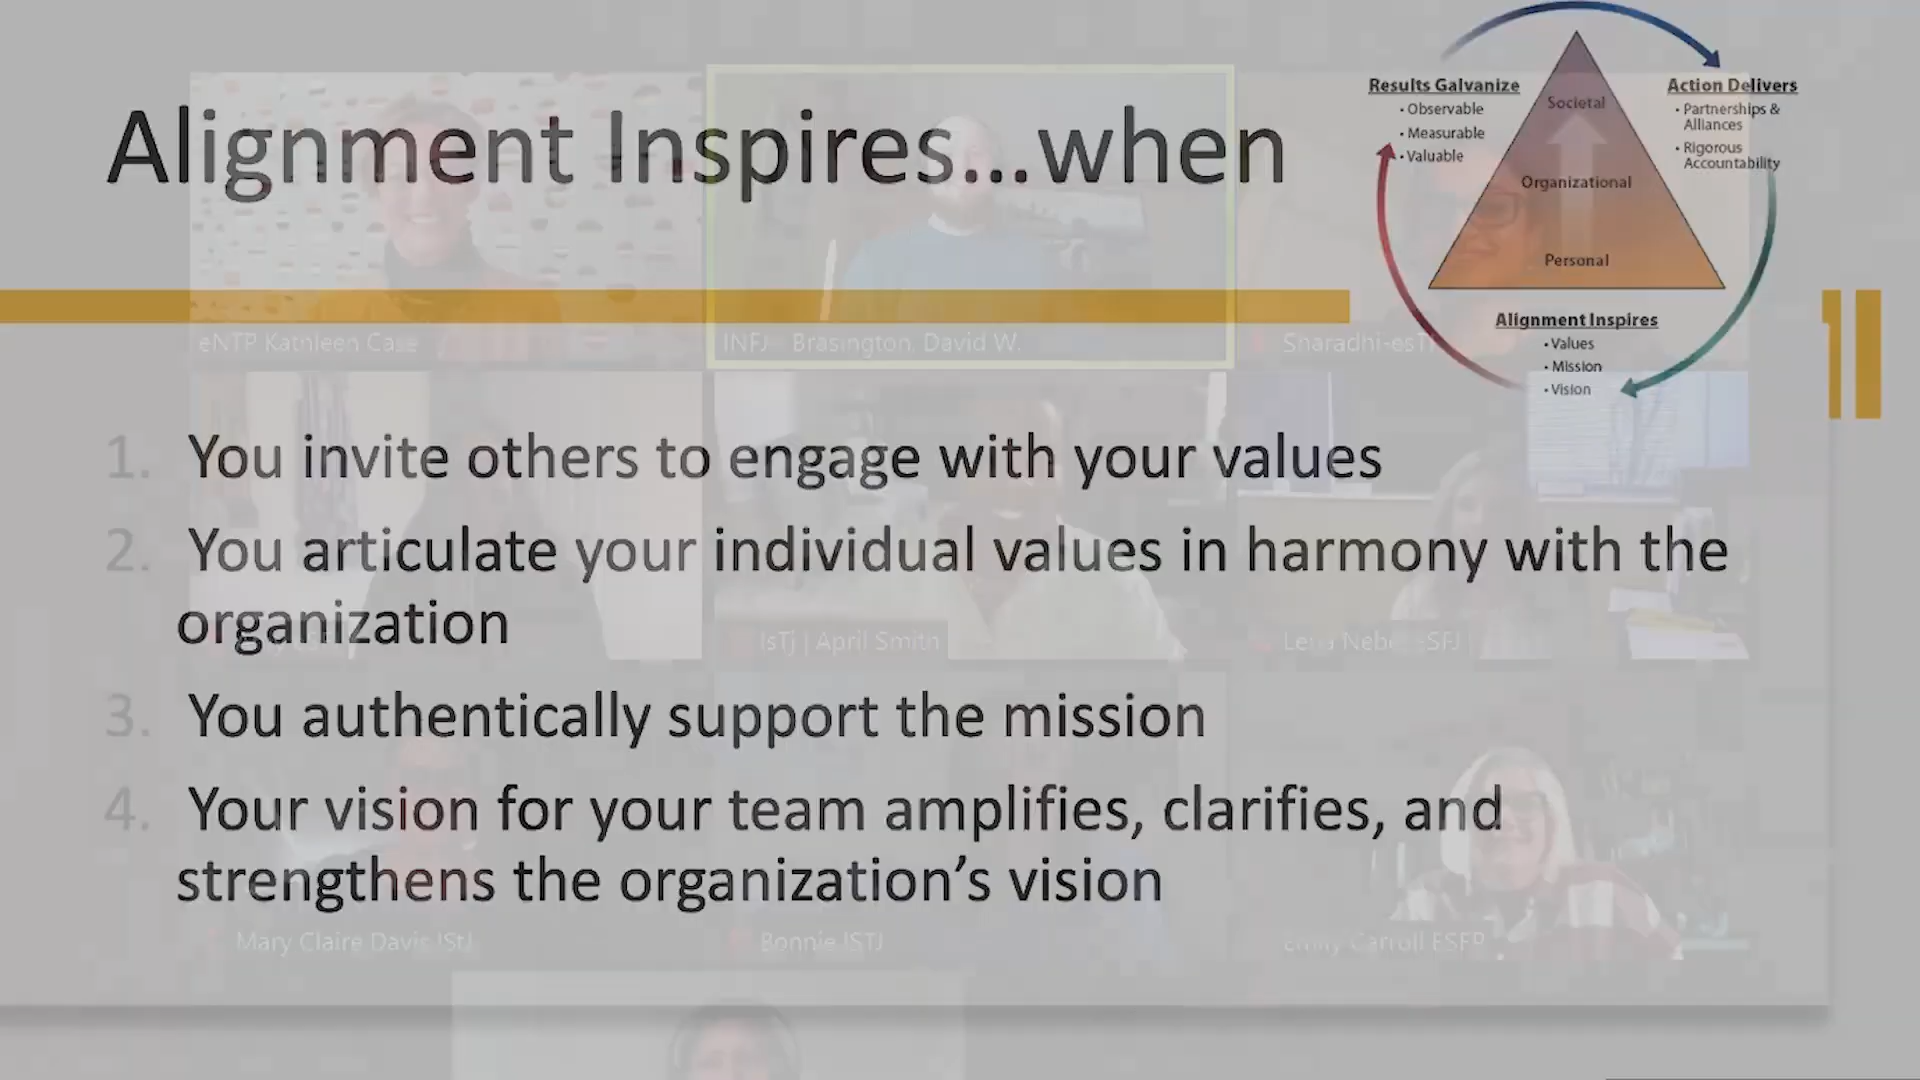 Alignment Inspires...when
Results Galvanize
• Observable
• Measurable
• Valuable
Action Delivers
• Partnerships &
Alliances
• Rigorous
Accountability
Societal
Organizational
Personal
Alignment Inspires
• Values
• Mission
• Vision
1. You invite others to engage with your values
2. You articulate your individual values in harmony with the
organization
3. You authentically support the mission
4. Your vision for your team amplifies, clarifies, and
strengthens the organization’s vision
eNTP Kathleen Case
INFJ - Brasington, David W.
IsTj | April Smith
Mary Claire Davis
Bonnie ISTJ
Emily Carroll ESFP